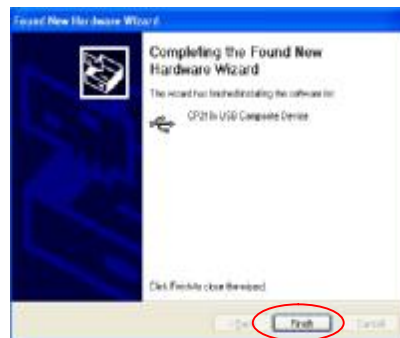 Found New Hardware Wizard
Completing the Found New
Hardware Wizard
The wizard has finished installing the software for:
CP210x USB Composite Device
Click Finish to close the wizard.
< Back
Finish
Cancel